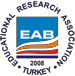 EDUCATIONAL RESEARCH ASSOCIATION
EAB
2008
TURKEY